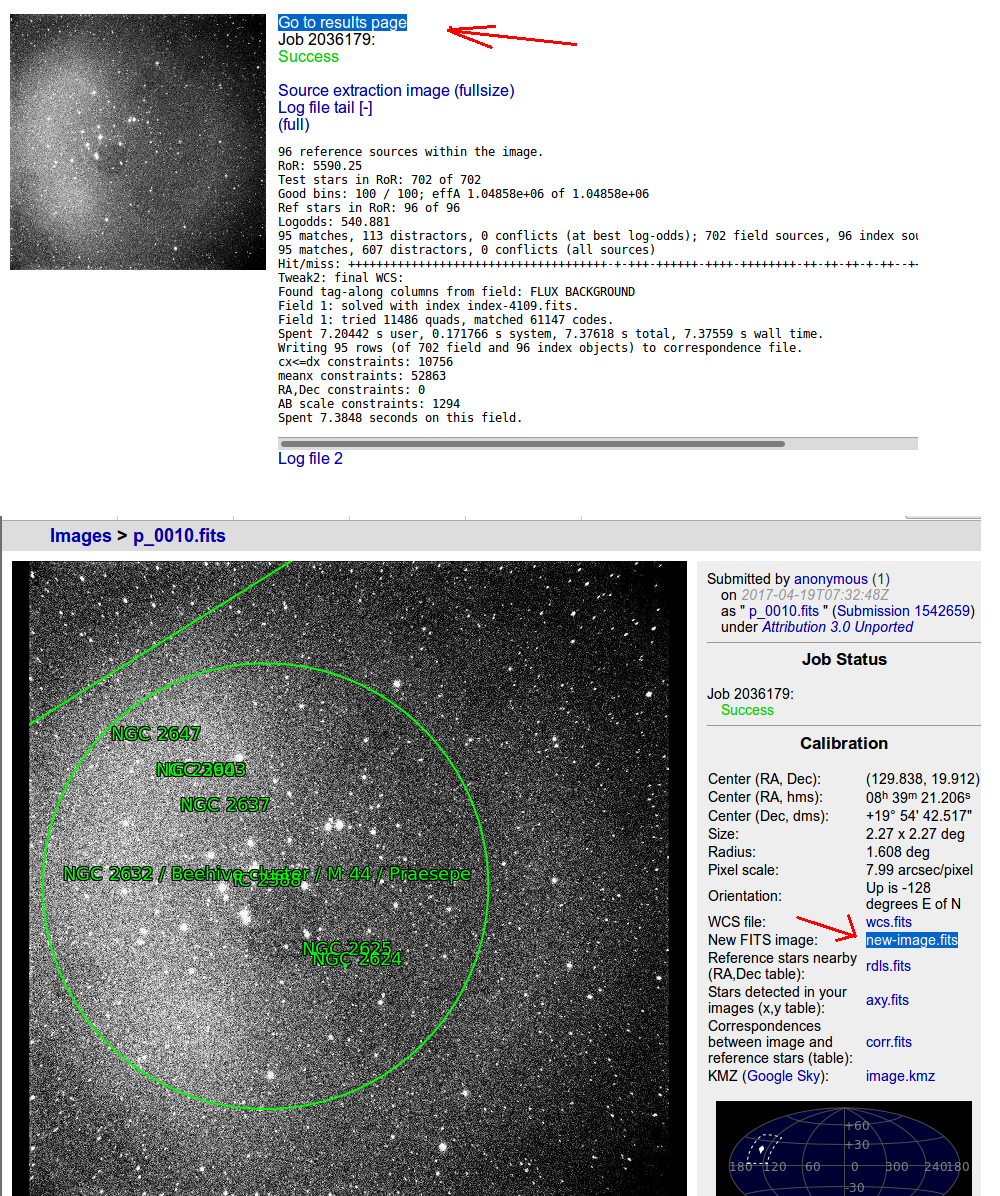 Go to results page
Job 2036179:
Success
Source extraction image (fullsize)
Log file tail [-]
(full)
96 reference sources within the image.
RoR: 5590.25
Test stars in RoR: 702 of 702
Good bins: 100 / 100; effA 1.04858e+06 of 1.04858e+06
Ref stars in RoR: 96 of 96
Logodds: 540.881
95 matches, 113 distractors, 0 conflicts (at best log-odds); 702 field sources, 96 index sou
95 matches, 607 distractors, 0 conflicts (all sources)
Hit/miss: +++++++++++++++++++++++++++++++++++++-+-+++-++++++-++++-++++++++-++-++-++-+-++--+-
Tweak2: final WCS:
Found tag-along columns from field: FLUX BACKGROUND
Field 1: solved with index index-4109.fits.
Field 1: tried 11486 quads, matched 61147 codes.
Spent 7.20442 s user, 0.171766 s system, 7.37618 s total, 7.37559 s wall time.
Writing 95 rows (of 702 field and 96 index objects) to correspondence file.
cx<=dx constraints: 10756
meanx constraints: 52863
RA,Dec constraints: 0
AB scale constraints: 1294
Spent 7.3848 seconds on this field.
Log file 2
Images > p_0010.fits
NGC 2647
NGC 2637
NGC 2632 / Beehive cluster / M 44 / Praesepe
IC 2388
NGC 2625
NGC 2624
Submitted by anonymous (1)
on 2017-04-19T07:32:48Z
as " p_0010.fits " (Submission 1542659)
under Attribution 3.0 Unported
Job Status
Job 2036179:
Success
Calibration
Center (RA, Dec): (129.838, 19.912)
Center (RA, hms): 08h 39m 21.206s
Center (Dec, dms): +19° 54' 42.517"
Size: 2.27 x 2.27 deg
Radius: 1.608 deg
Pixel scale: 7.99 arcsec/pixel
Orientation: Up is -128
degrees E of N
WCS file: wcs.fits
New FITS image: new-image.fits
Reference stars nearby
(RA,Dec table): rdls.fits
Stars detected in your
images (x,y table): axy.fits
Correspondences
between image and
reference stars (table): corr.fits
KMZ (Google Sky): image.kmz
+60
+30
180 120 60 0 300 240 180
-30